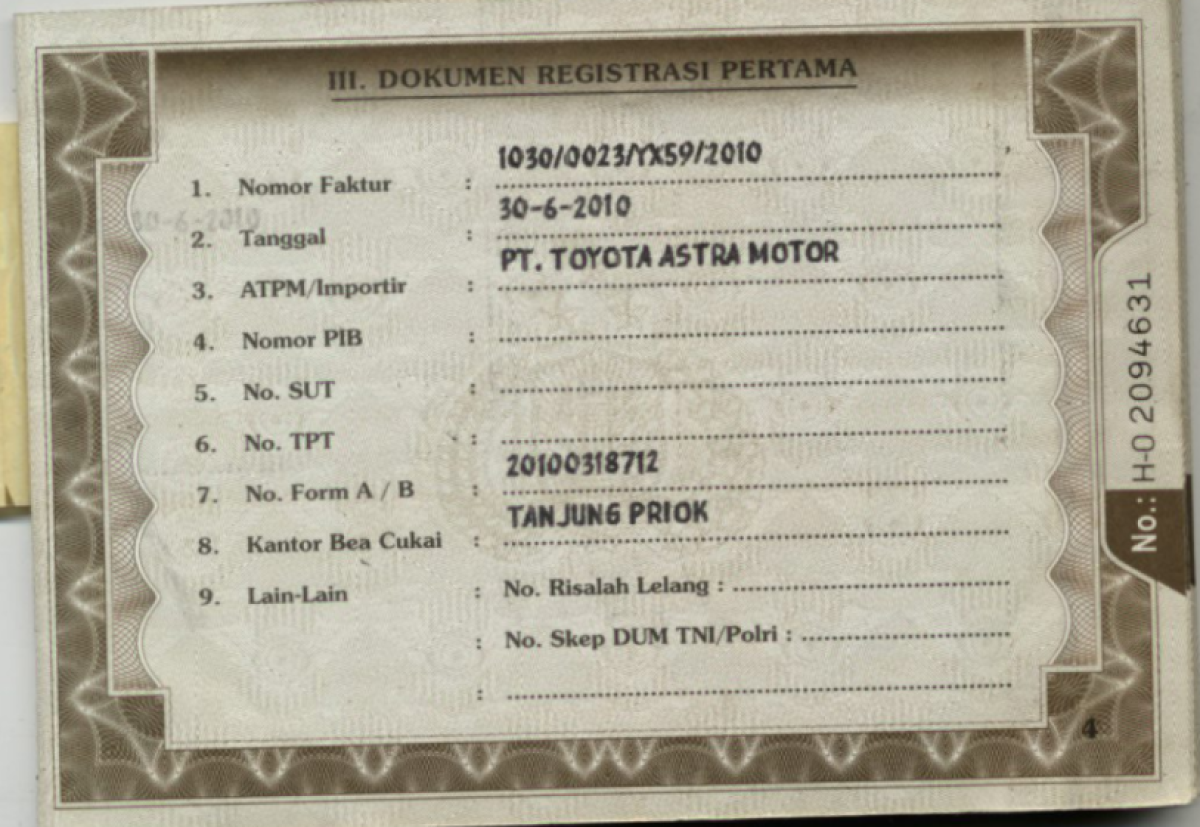 III. DOKUMEN REGISTRASI PERTAMA
1. Nomor Faktur : 1030/0023/YX59/2010
2. Tanggal : 30-6-2010
30-6-2010
3. ATPM/Importir : PT. TOYOTA ASTRA MOTOR
4. Nomor PIB :
5. No. SUT :
6. No. TPT :
7. No. Form A / B : 20100318712
8. Kantor Bea Cukai : TANJUNG PRIOK
9. Lain-Lain : No. Risalah Lelang :
: No. Skep DUM TNI/Polri :
:
4
No.: H-0 2094631